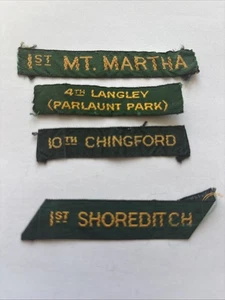 1ST MT. MARTHA
4TH LANGLEY
(PARLAUNT PARK)
10TH CHINGFORD
1ST SHOREDITCH